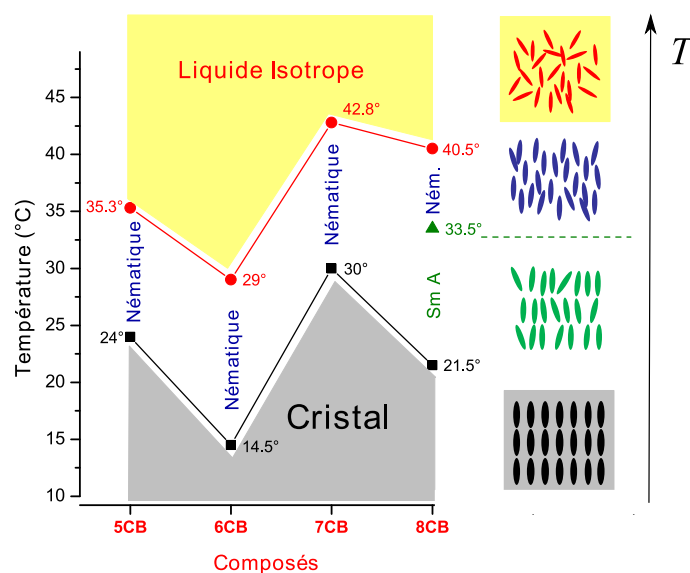 Liquide Isotrope
T
45
42.8°
40
40.5°
35
35.3°
33.5°
30
30°
29°
25
24°
20
21.5°
15
14.5°
10
Température (°C)
Nématique
Nématique
Nématique
Ném.
Sm A
Cristal
5CB
6CB
7CB
8CB
Composés